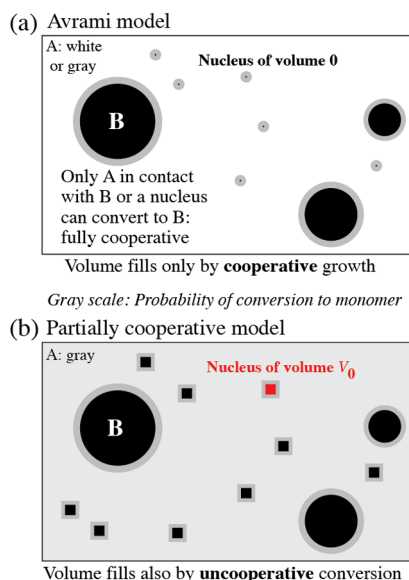 (a) Avrami model
A: white
or gray
Nucleus of volume 0
B
Only A in contact
with B or a nucleus
can convert to B:
fully cooperative
Volume fills only by cooperative growth
Gray scale: Probability of conversion to monomer
(b) Partially cooperative model
A: gray
Nucleus of volume V0
B
Volume fills also by uncooperative conversion